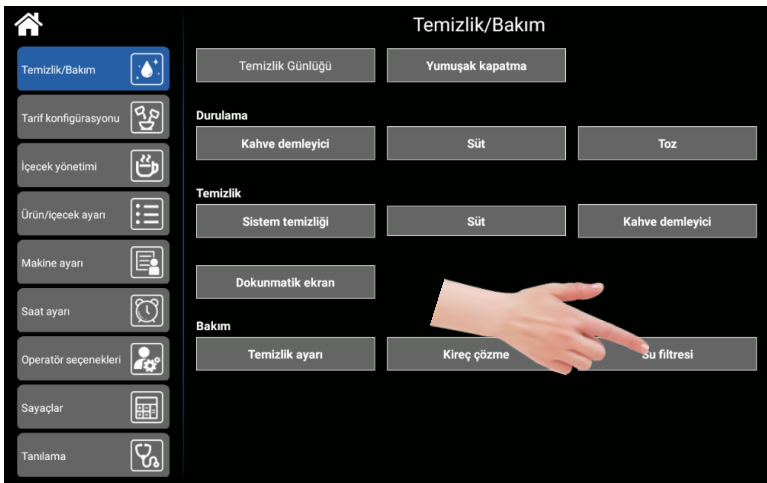 Temizlik/Bakım
Temizlik/Bakım
Tarif konfigürasyonu
İçecek yönetimi
Ürün/içecek ayarı
Makine ayarı
Saat ayarı
Operatör seçenekleri
Sayaçlar
Tanılama
Temizlik Günlüğü
Yumuşak kapatma
Durulama
Kahve demleyici
Süt
Toz
Temizlik
Sistem temizliği
Süt
Kahve demleyici
Dokunmatik ekran
Bakım
Temizlik ayarı
Kireç çözme
Su filtresi